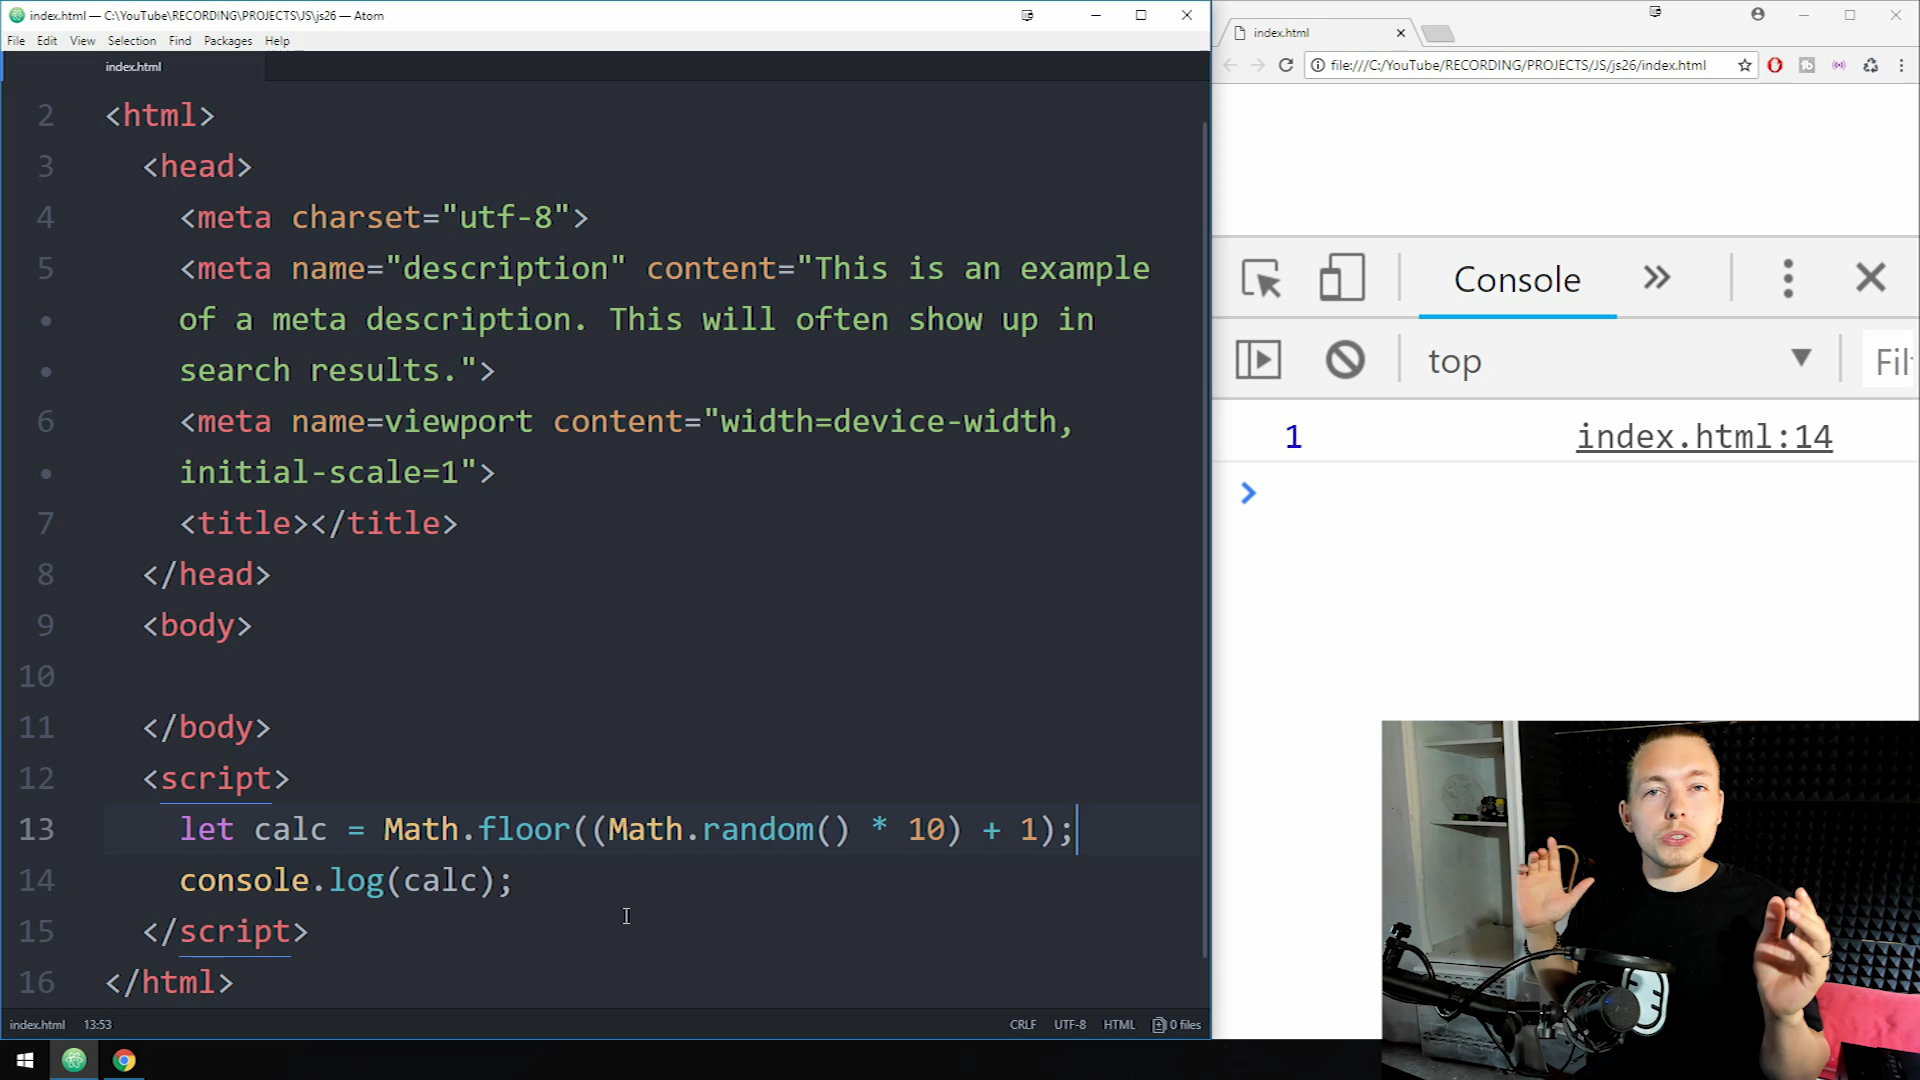 index.html — C:\YouTube\RECORDING\PROJECTS\JS\js26 — Atom
File Edit View Selection Find Packages Help
index.html
2 <html>
3 <head>
4 <meta charset="utf-8">
5 <meta name="description" content="This is an example
• of a meta description. This will often show up in
• search results.">
6 <meta name=viewport content="width=device-width,
• initial-scale=1">
7 <title></title>
8 </head>
9 <body>
10
11 </body>
12 <script>
13 let calc = Math.floor((Math.random() * 10) + 1);
14 console.log(calc);
15 </script>
16 </html>
index.html 13:53 CRLF UTF-8 HTML 0 files
index.html
file:///C:/YouTube/RECORDING/PROJECTS/JS/js26/index.html
Console
top
Fil
1 index.html:14